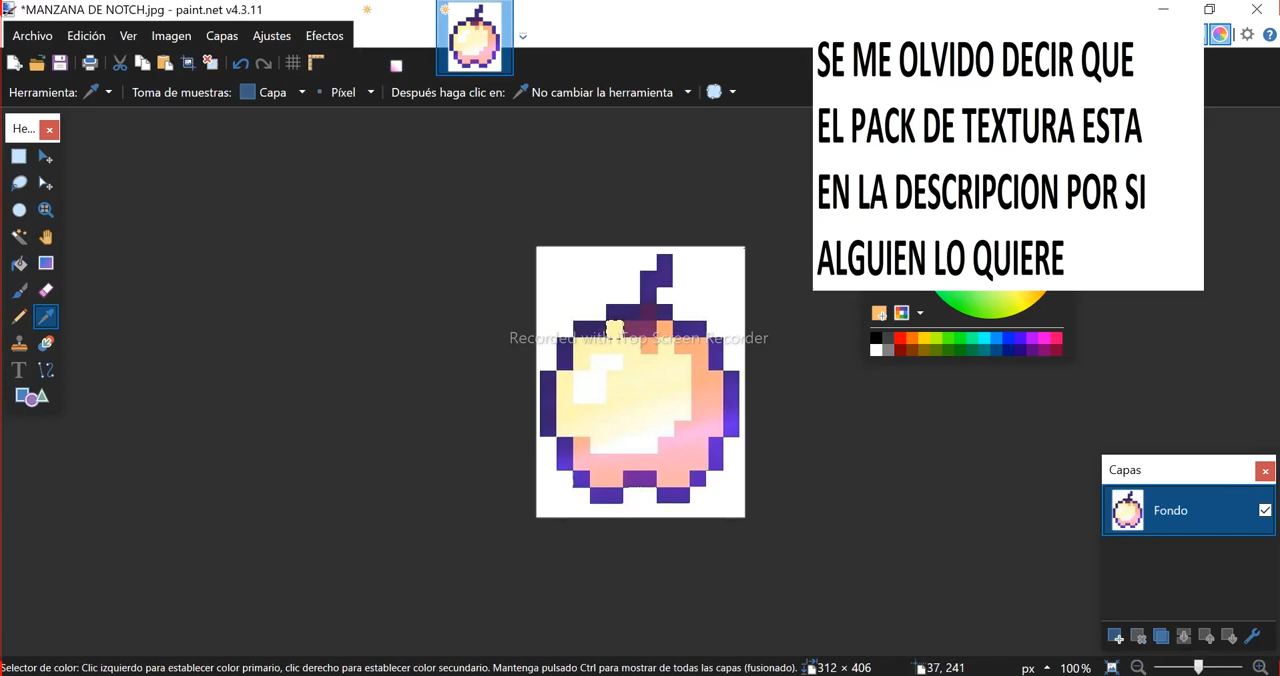 *MANZANA DE NOTCH.jpg - paint.net v4.3.11
Archivo Edición Ver Imagen Capas Ajustes Efectos
Herramienta: Toma de muestras: Capa Píxel Después haga clic en: No cambiar la herramienta
SE ME OLVIDO DECIR QUE
EL PACK DE TEXTURA ESTA
EN LA DESCRIPCION POR SI
ALGUIEN LO QUIERE
He...
Recorded with iTop Screen Recorder
Capas
Fondo
Selector de color: Clic izquierdo para establecer color primario, clic derecho para establecer color secundario. Mantenga pulsado Ctrl para mostrar de todas las capas (fusionado). 312 × 406 37, 241 px 100%